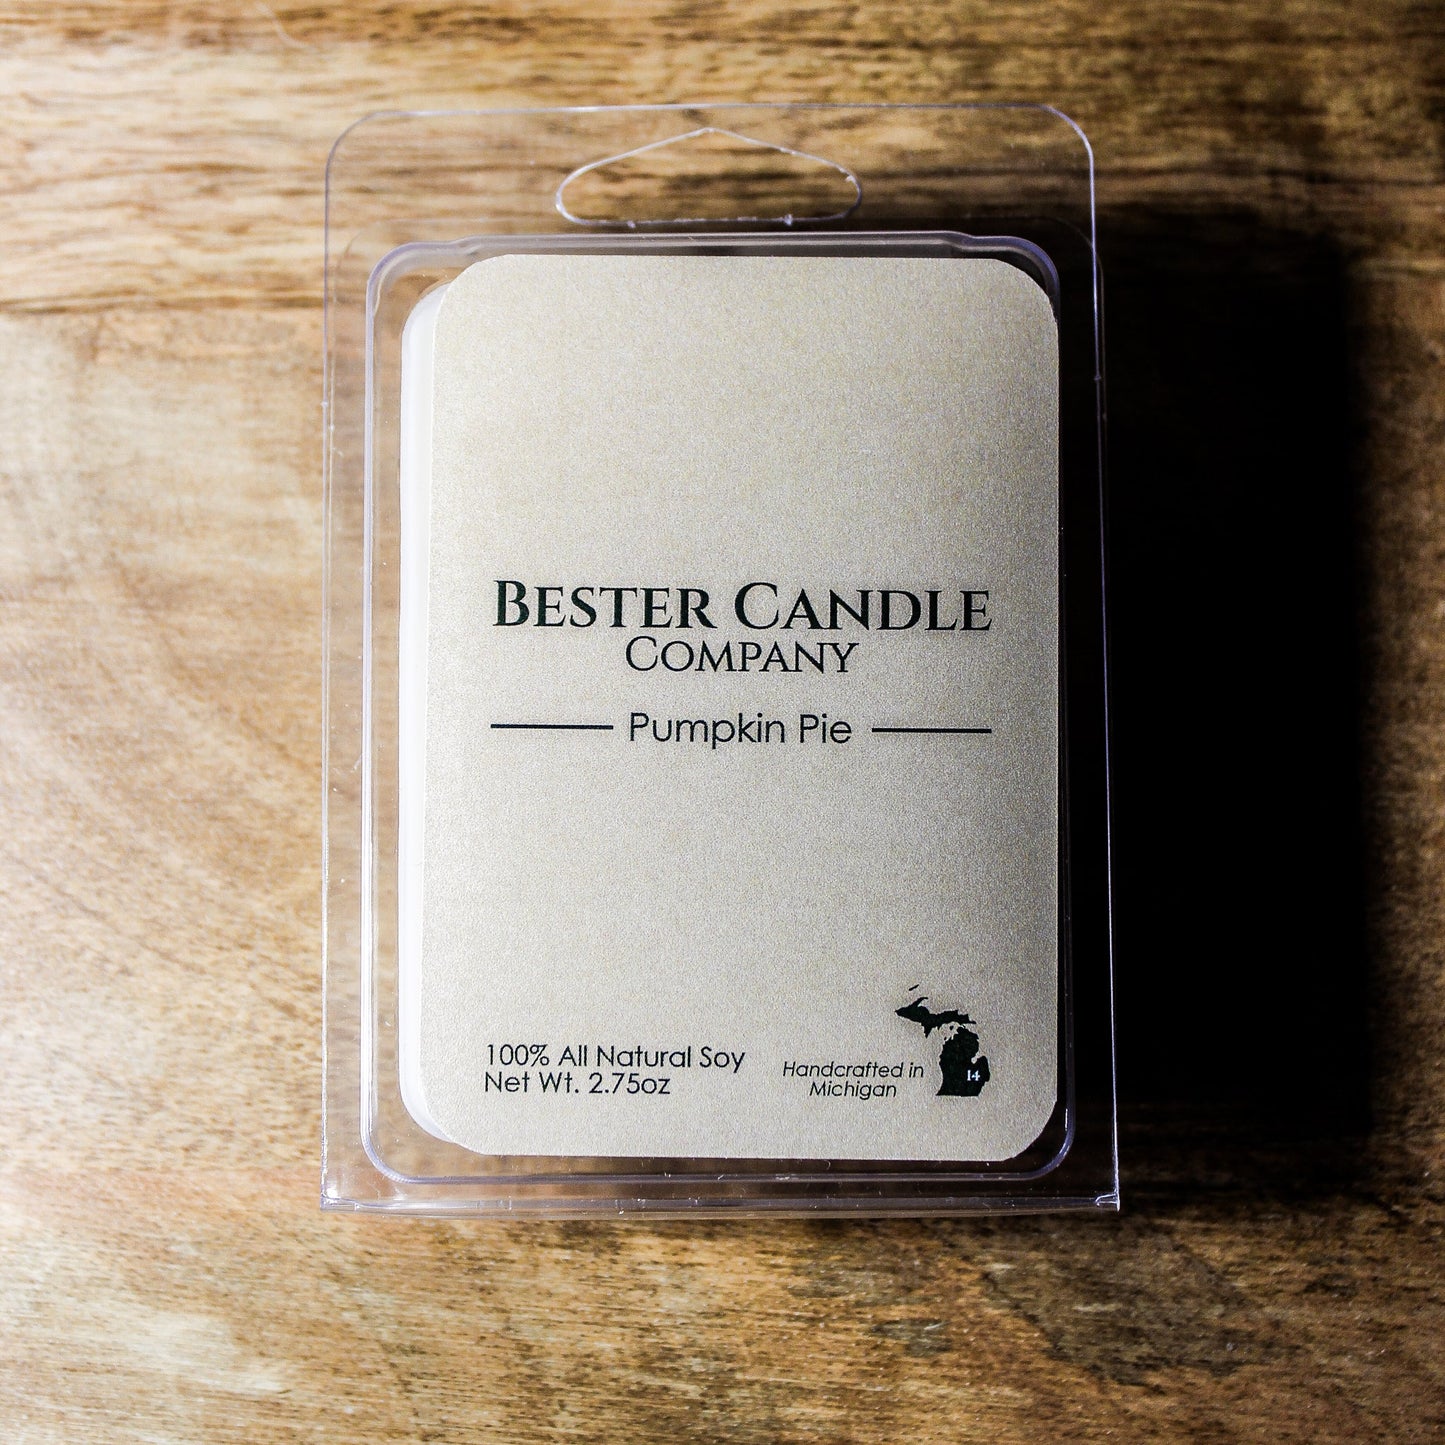 BESTER CANDLE
COMPANY
Pumpkin Pie
100% All Natural Soy
Net Wt. 2.75oz
Handcrafted in
Michigan
14